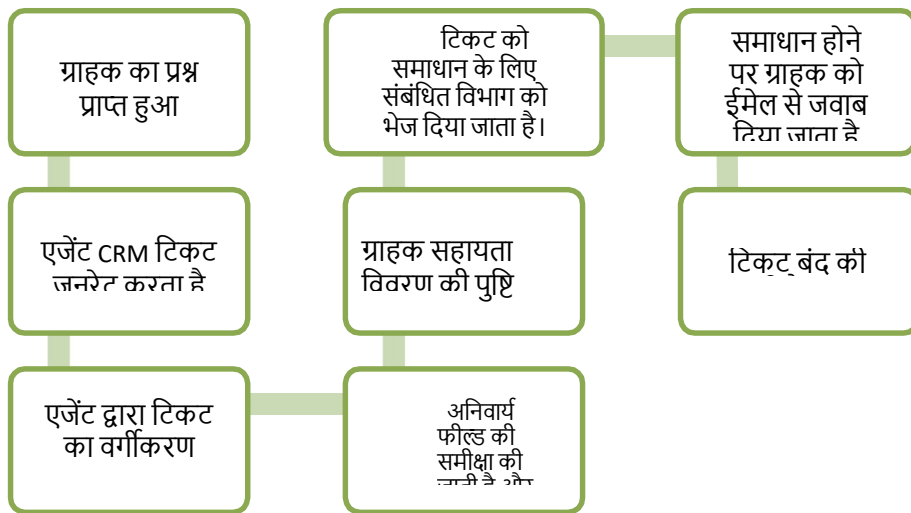 ग्राहक का प्रश्न
प्राप्त हुआ
एजेंट CRM टिकट
जनरेट करता है
एजेंट द्वारा टिकट
का वर्गीकरण
अनिवार्य
फील्ड की
समीक्षा की
जाती है और
ग्राहक सहायता
विवरण की पुष्टि
टिकट को
समाधान के लिए
संबंधित विभाग को
भेज दिया जाता है।
समाधान होने
पर ग्राहक को
ईमेल से जवाब
दिया जाता है
टिकट बंद की